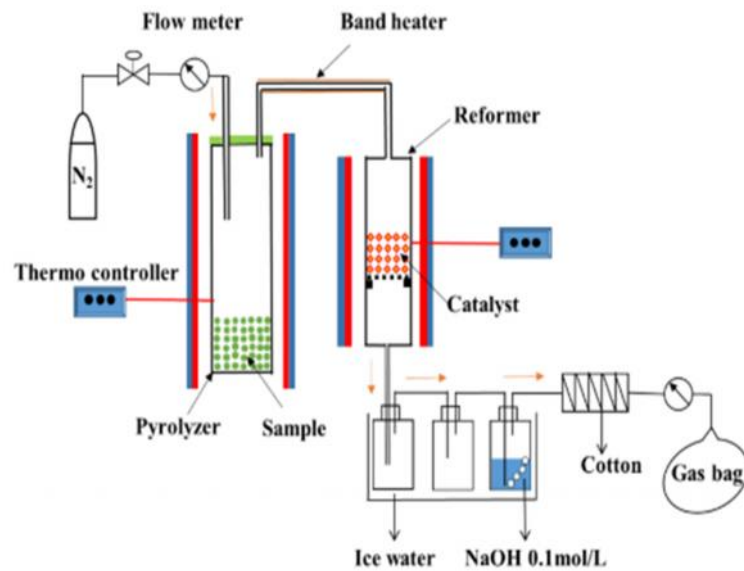 Flow meter
Band heater
Reformer
N₂
Thermo controller
Catalyst
Pyrolyzer
Sample
Cotton
Gas bag
Ice water
NaOH 0.1mol/L